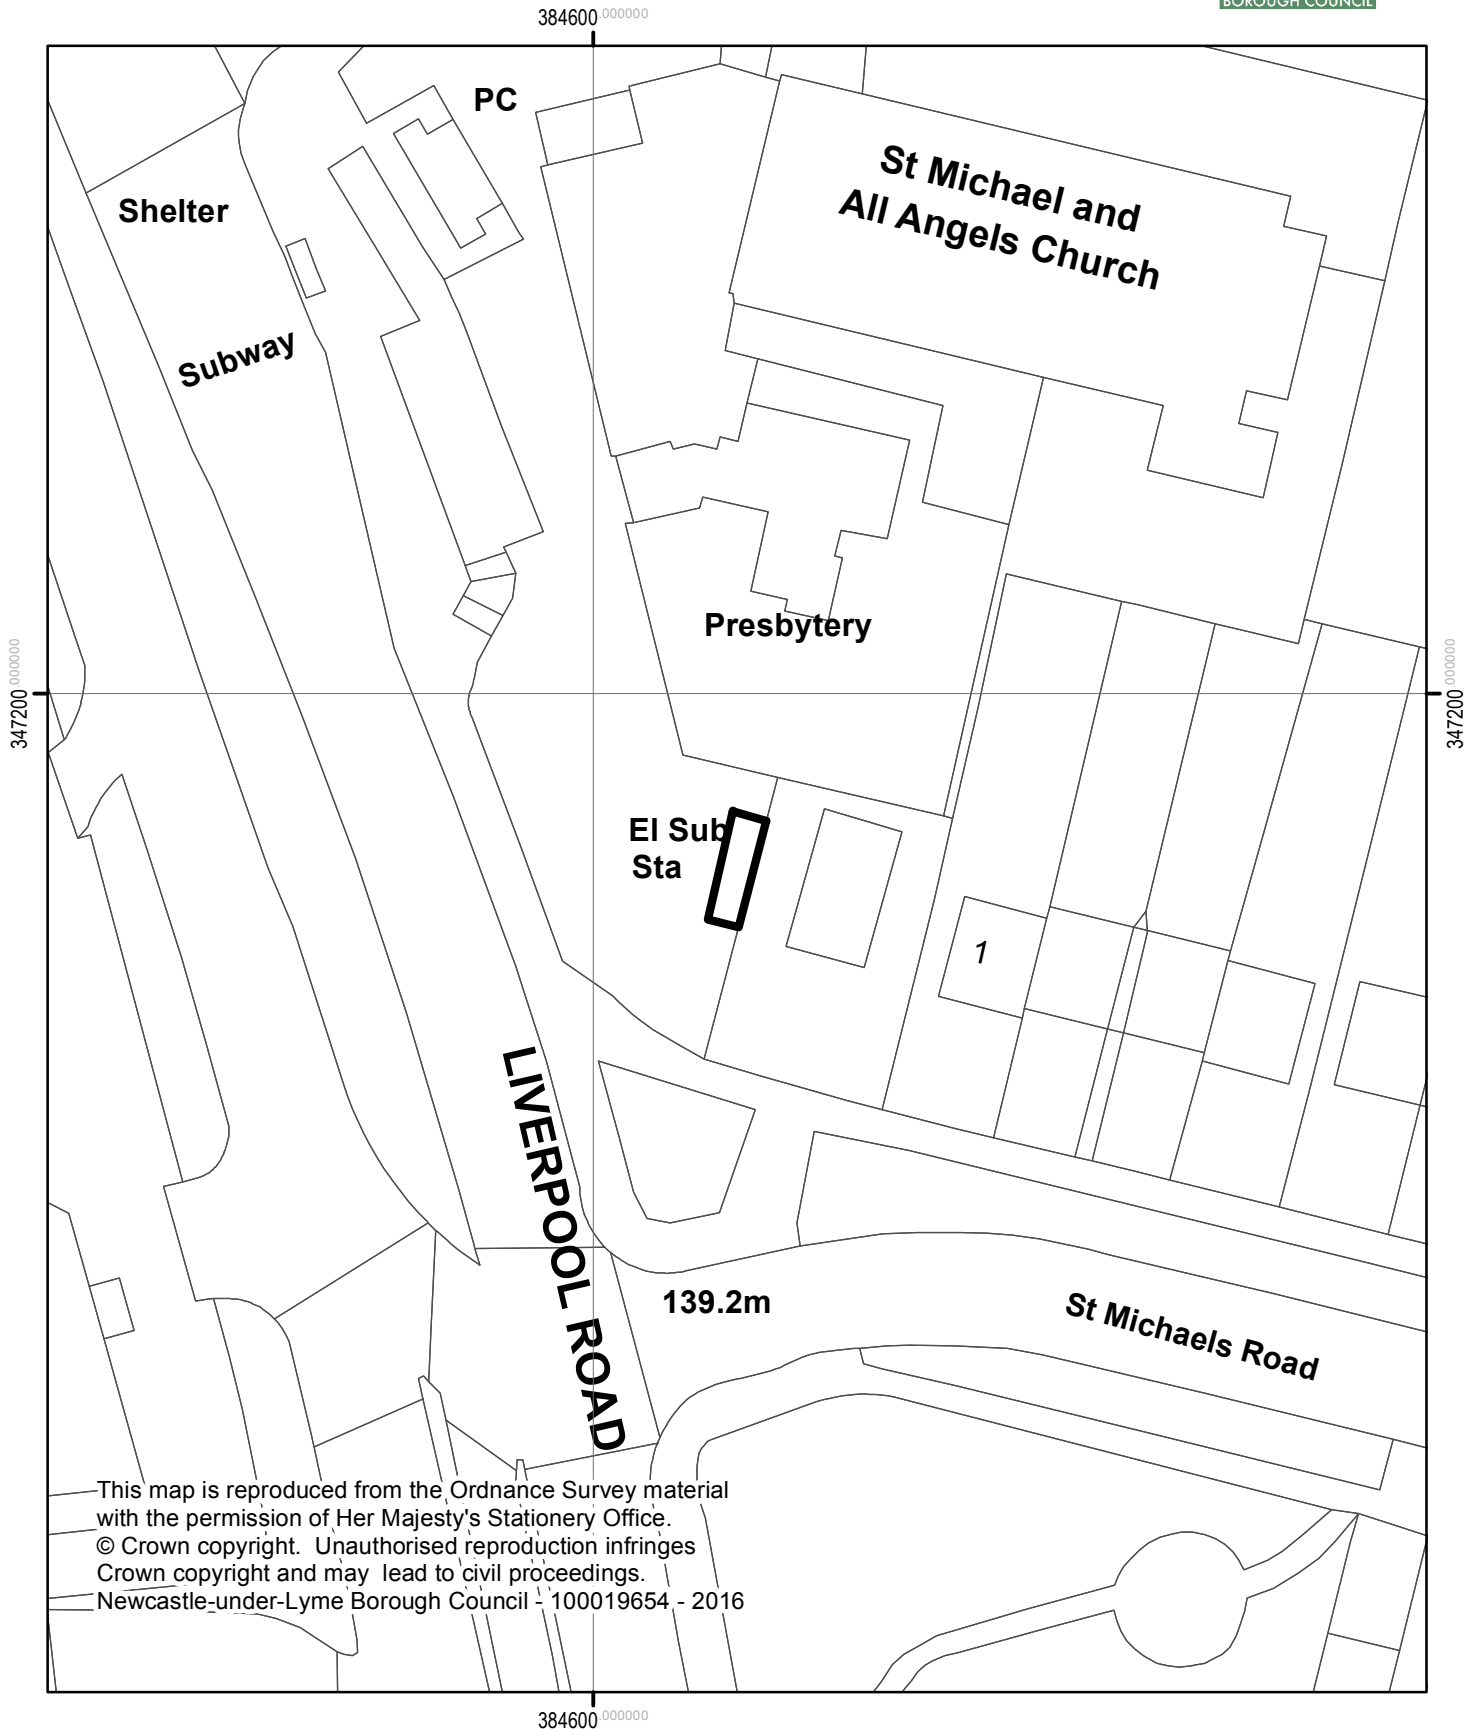 BOROUGH COUNCIL
384600.000000
PC
St Michael and
All Angels Church
Shelter
Subway
Presbytery
347200.000000
347200.000000
El Sub
Sta
1
LIVERPOOL ROAD
139.2m
St Michaels Road
This map is reproduced from the Ordnance Survey material
with the permission of Her Majesty's Stationery Office.
© Crown copyright. Unauthorised reproduction infringes
Crown copyright and may lead to civil proceedings.
Newcastle-under-Lyme Borough Council - 100019654 - 2016
384600.000000